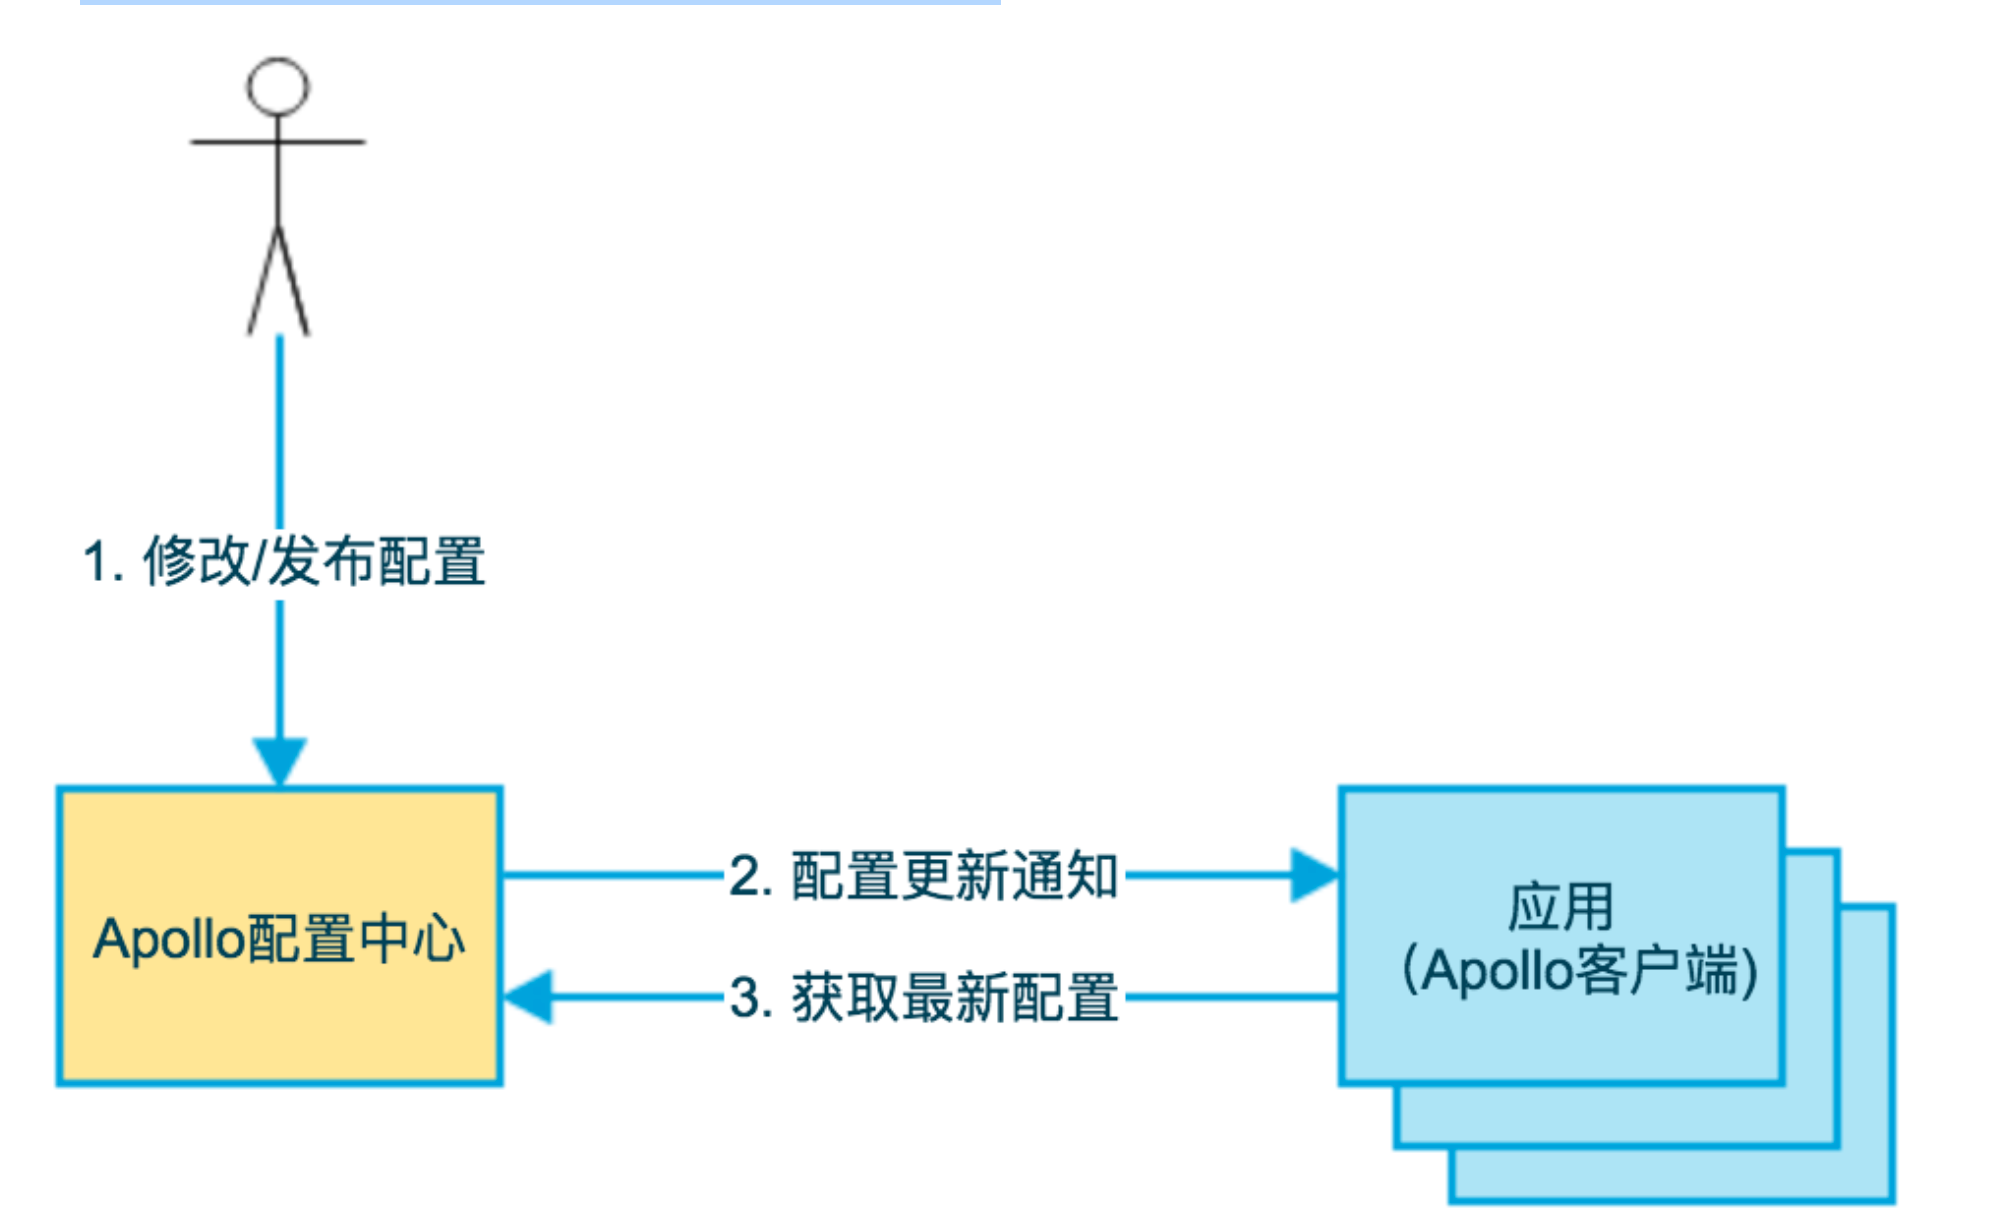 1. 修改/发布配置
2. 配置更新通知
Apollo配置中心
应用
（Apollo客户端)
3. 获取最新配置